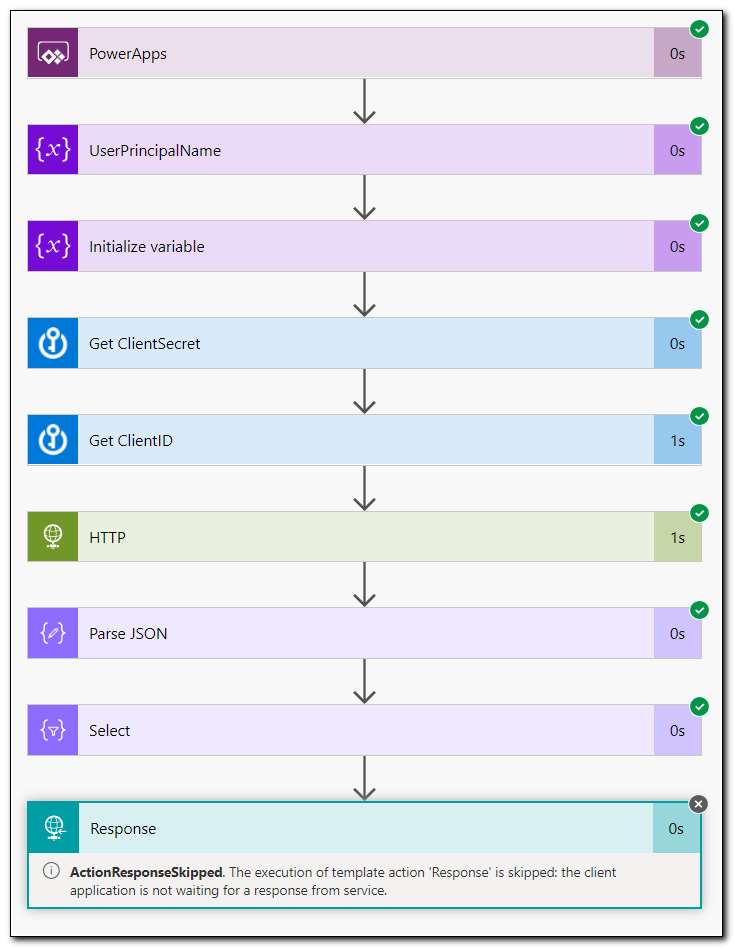 PowerApps 0s
{x} UserPrincipalName 0s
{x} Initialize variable 0s
Get ClientSecret 0s
Get ClientID 1s
HTTP 1s
Parse JSON 0s
Select 0s
Response 0s
ActionResponseSkipped. The execution of template action 'Response' is skipped: the client
application is not waiting for a response from service.